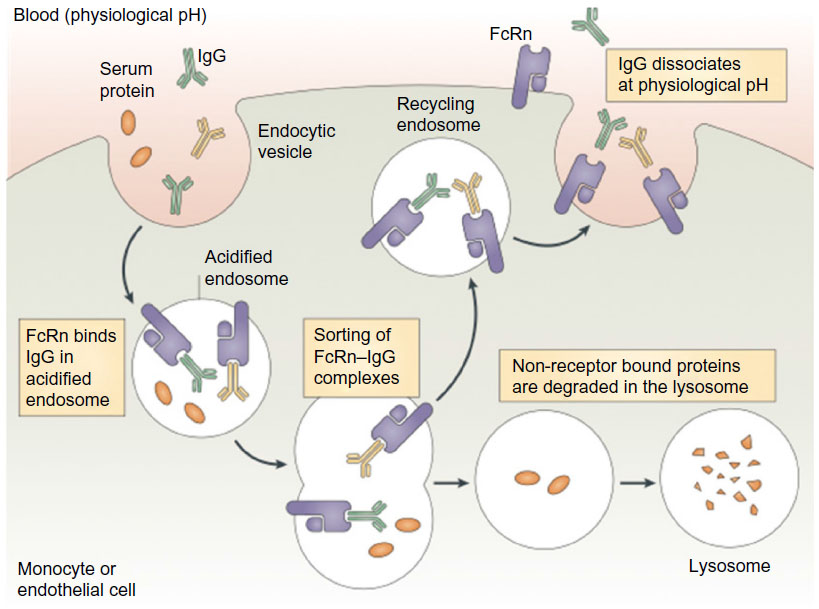 Blood (physiological pH)
IgG
Serum
protein
Endocytic
vesicle
Recycling
endosome
FcRn
IgG dissociates
at physiological pH
Acidified
endosome
FcRn binds
IgG in
acidified
endosome
Sorting of
FcRn–IgG
complexes
Non-receptor bound proteins
are degraded in the lysosome
Lysosome
Monocyte or
endothelial cell